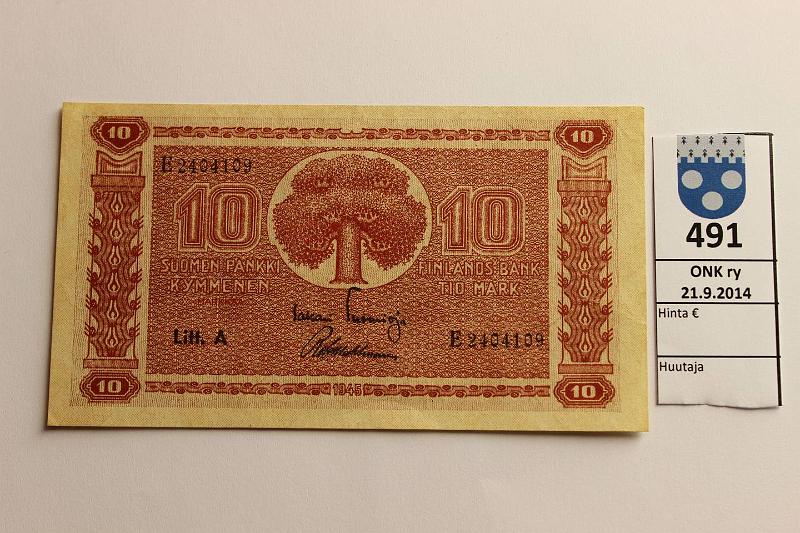 10 10
E 2404109
10 10
SUOMEN PANKKI FINLANDS BANK
KYMMENEN TIO MARK
Litt. A
E 2404109
1945
10 10
491
ONK ry
21.9.2014
Hinta €
Huutaja